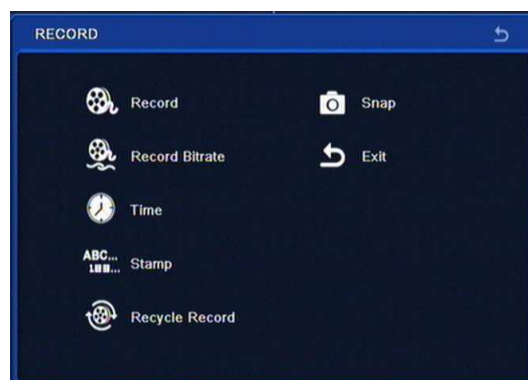 RECORD
Record
Record Bitrate
Time
ABC...
Stamp
Recycle Record
Snap
Exit